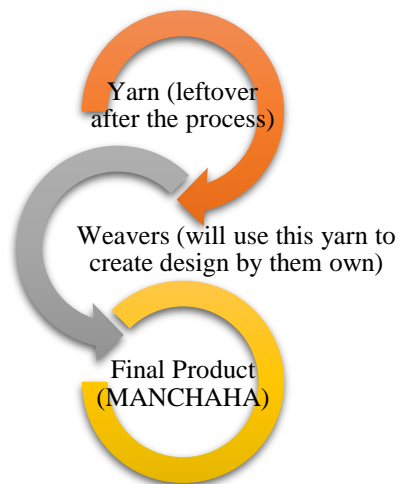 Yarn (leftover
after the process)
Weavers (will use this yarn to
create design by them own)
Final Product
(MANCHAHA)